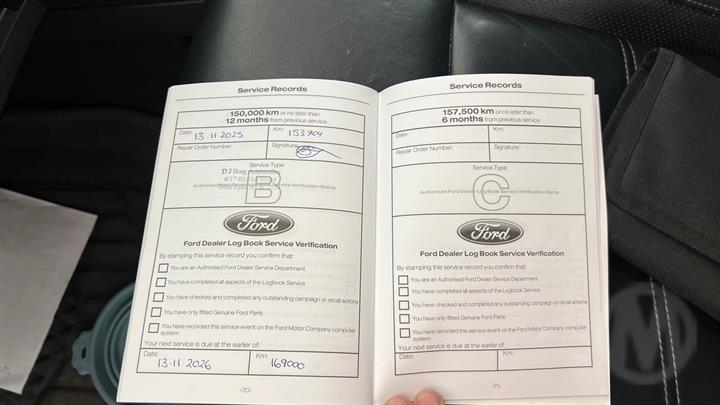 Service Records
150,000 km or no later than
12 months from previous service
Date: 13·11·2025 Km: 153904
Repair Order Number: Signature:
Service Type
B
Authorised Ford Dealer Log Book Service Verification Stamp
Ford
Ford Dealer Log Book Service Verification
By stamping this service record you confirm that:
You are an Authorised Ford Dealer Service Department
You have completed all aspects of the Logbook Service
You have checked and completed any outstanding campaign or recall actions
You have only fitted Genuine Ford Parts
You have recorded this service event on the Ford Motor Company computer
system
Your next service is due at the earlier of:
Date: Km:
13·11·2026 169000
-70-
Service Records
157,500 km or no later than
6 months from previous service
Date: Km:
Repair Order Number: Signature:
Service Type
C
Authorised Ford Dealer Log Book Service Verification Stamp
Ford
Ford Dealer Log Book Service Verification
By stamping this service record you confirm that:
You are an Authorised Ford Dealer Service Department
You have completed all aspects of the Logbook Service
You have checked and completed any outstanding campaign or recall actions
You have only fitted Genuine Ford Parts
You have recorded this service event on the Ford Motor Company computer
system
Your next service is due at the earlier of:
Date: Km:
-71-
W